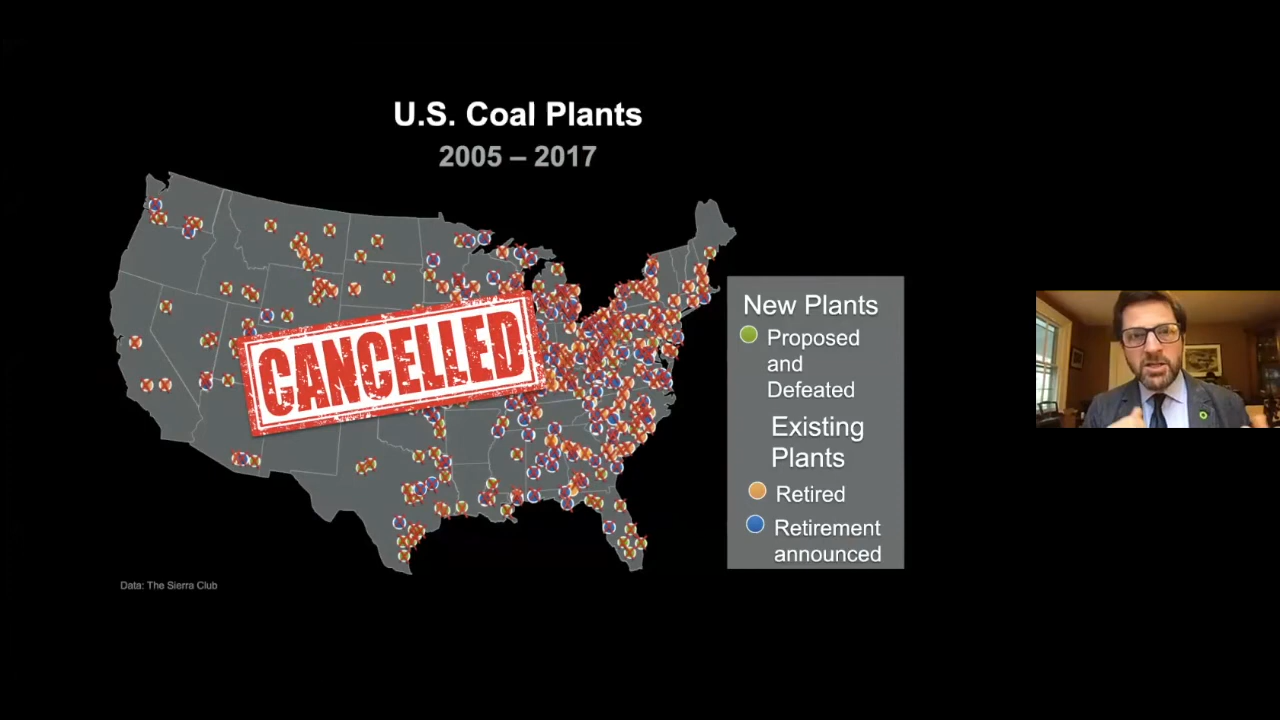 U.S. Coal Plants
2005 – 2017
CANCELLED
New Plants
Proposed
and
Defeated
Existing
Plants
Retired
Retirement
announced
Data: The Sierra Club